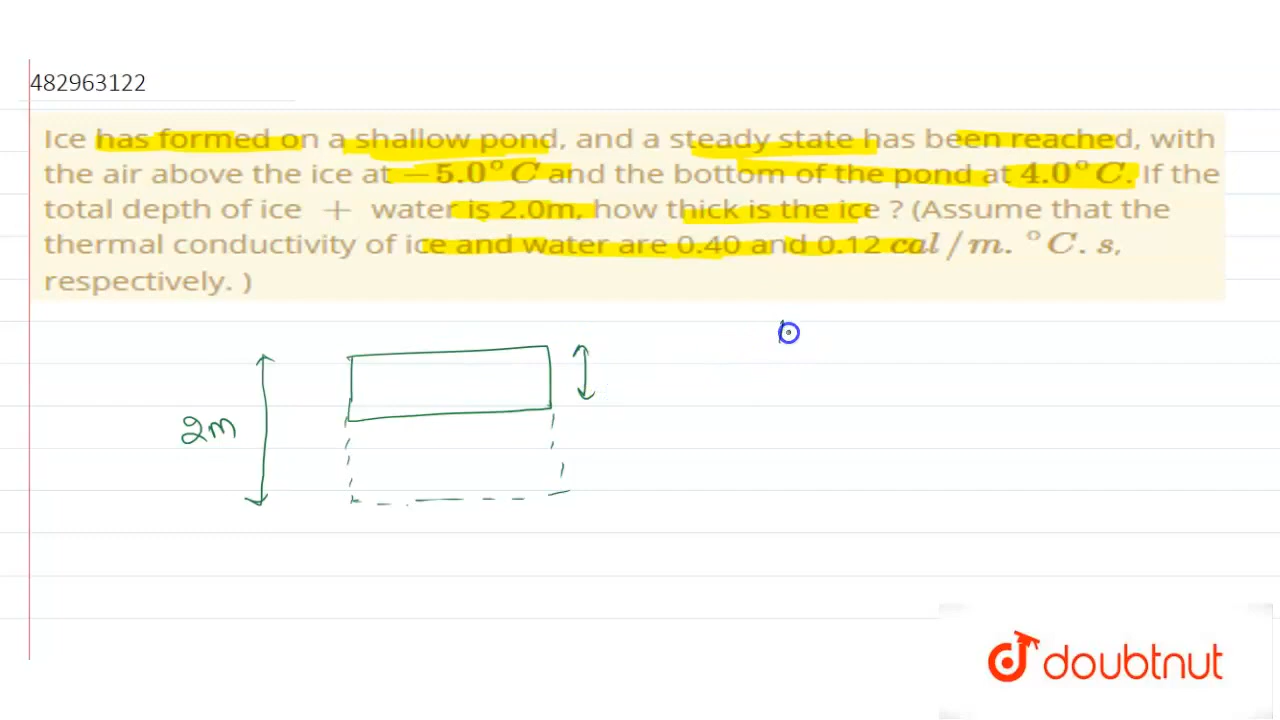 482963122
Ice has formed on a shallow pond, and a steady state has been reached, with
the air above the ice at −5.0°C and the bottom of the pond at 4.0°C. If the
total depth of ice + water is 2.0m, how thick is the ice ? (Assume that the
thermal conductivity of ice and water are 0.40 and 0.12 cal/m.°C.s,
respectively. )
2m
doubtnut